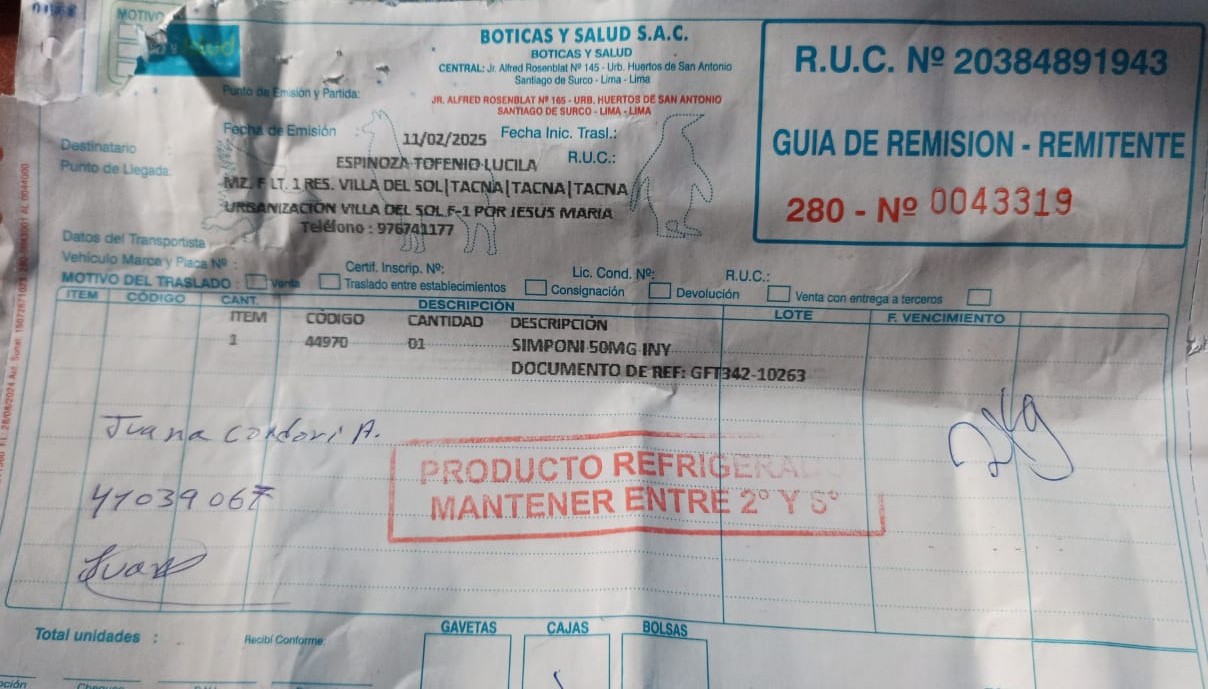 MOTIVO
BOTICAS Y SALUD S.A.C.
BOTICAS Y SALUD
CENTRAL: Jr. Alfred Rosenblat Nº 145 - Urb. Huertos de San Antonio
Santiago de Surco - Lima - Lima
Punto de Emisión y Partida:
JR. ALFRED ROSENBLAT Nº 165 - URB. HUERTOS DE SAN ANTONIO
SANTIAGO DE SURCO - LIMA - LIMA
R.U.C. Nº 20384891943
GUIA DE REMISION - REMITENTE
280 - Nº 0043319
Fecha de Emisión : 11/02/2025 Fecha Inic. Trasl.:
Destinatario ESPINOZA TOFENIO LUCILA R.U.C.:
Punto de Llegada: MZ. F LT. 1 RES. VILLA DEL SOL|TACNA|TACNA|TACNA
URBANIZACIÓN VILLA DEL SOL F-1 POR JESUS MARIA
Teléfono : 976741177
Datos del Transportista
Vehículo Marca y Placa Nº : Certif. Inscrip. Nº: Lic. Cond. Nº: R.U.C.:
MOTIVO DEL TRASLADO : Venta Traslado entre establecimientos Consignación Devolución Venta con entrega a terceros
ITEM CÓDIGO CANT. DESCRIPCIÓN LOTE F. VENCIMIENTO
ITEM CÓDIGO CANTIDAD DESCRIPCIÓN
1 44970 01 SIMPONI 50MG INY
DOCUMENTO DE REF: GFT342-10263
Juana Condori A.
41039067
PRODUCTO REFRIGERADO
MANTENER ENTRE 2° Y 8°
Juana
Total unidades : Recibí Conforme: GAVETAS CAJAS BOLSAS